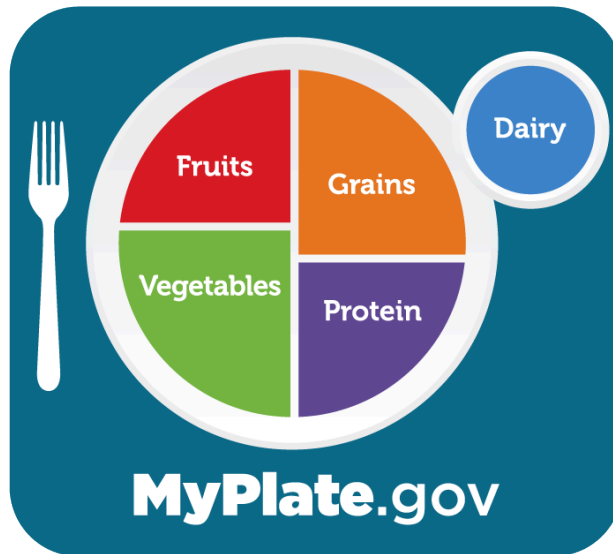 Fruits
Grains
Dairy
Vegetables
Protein
MyPlate.gov